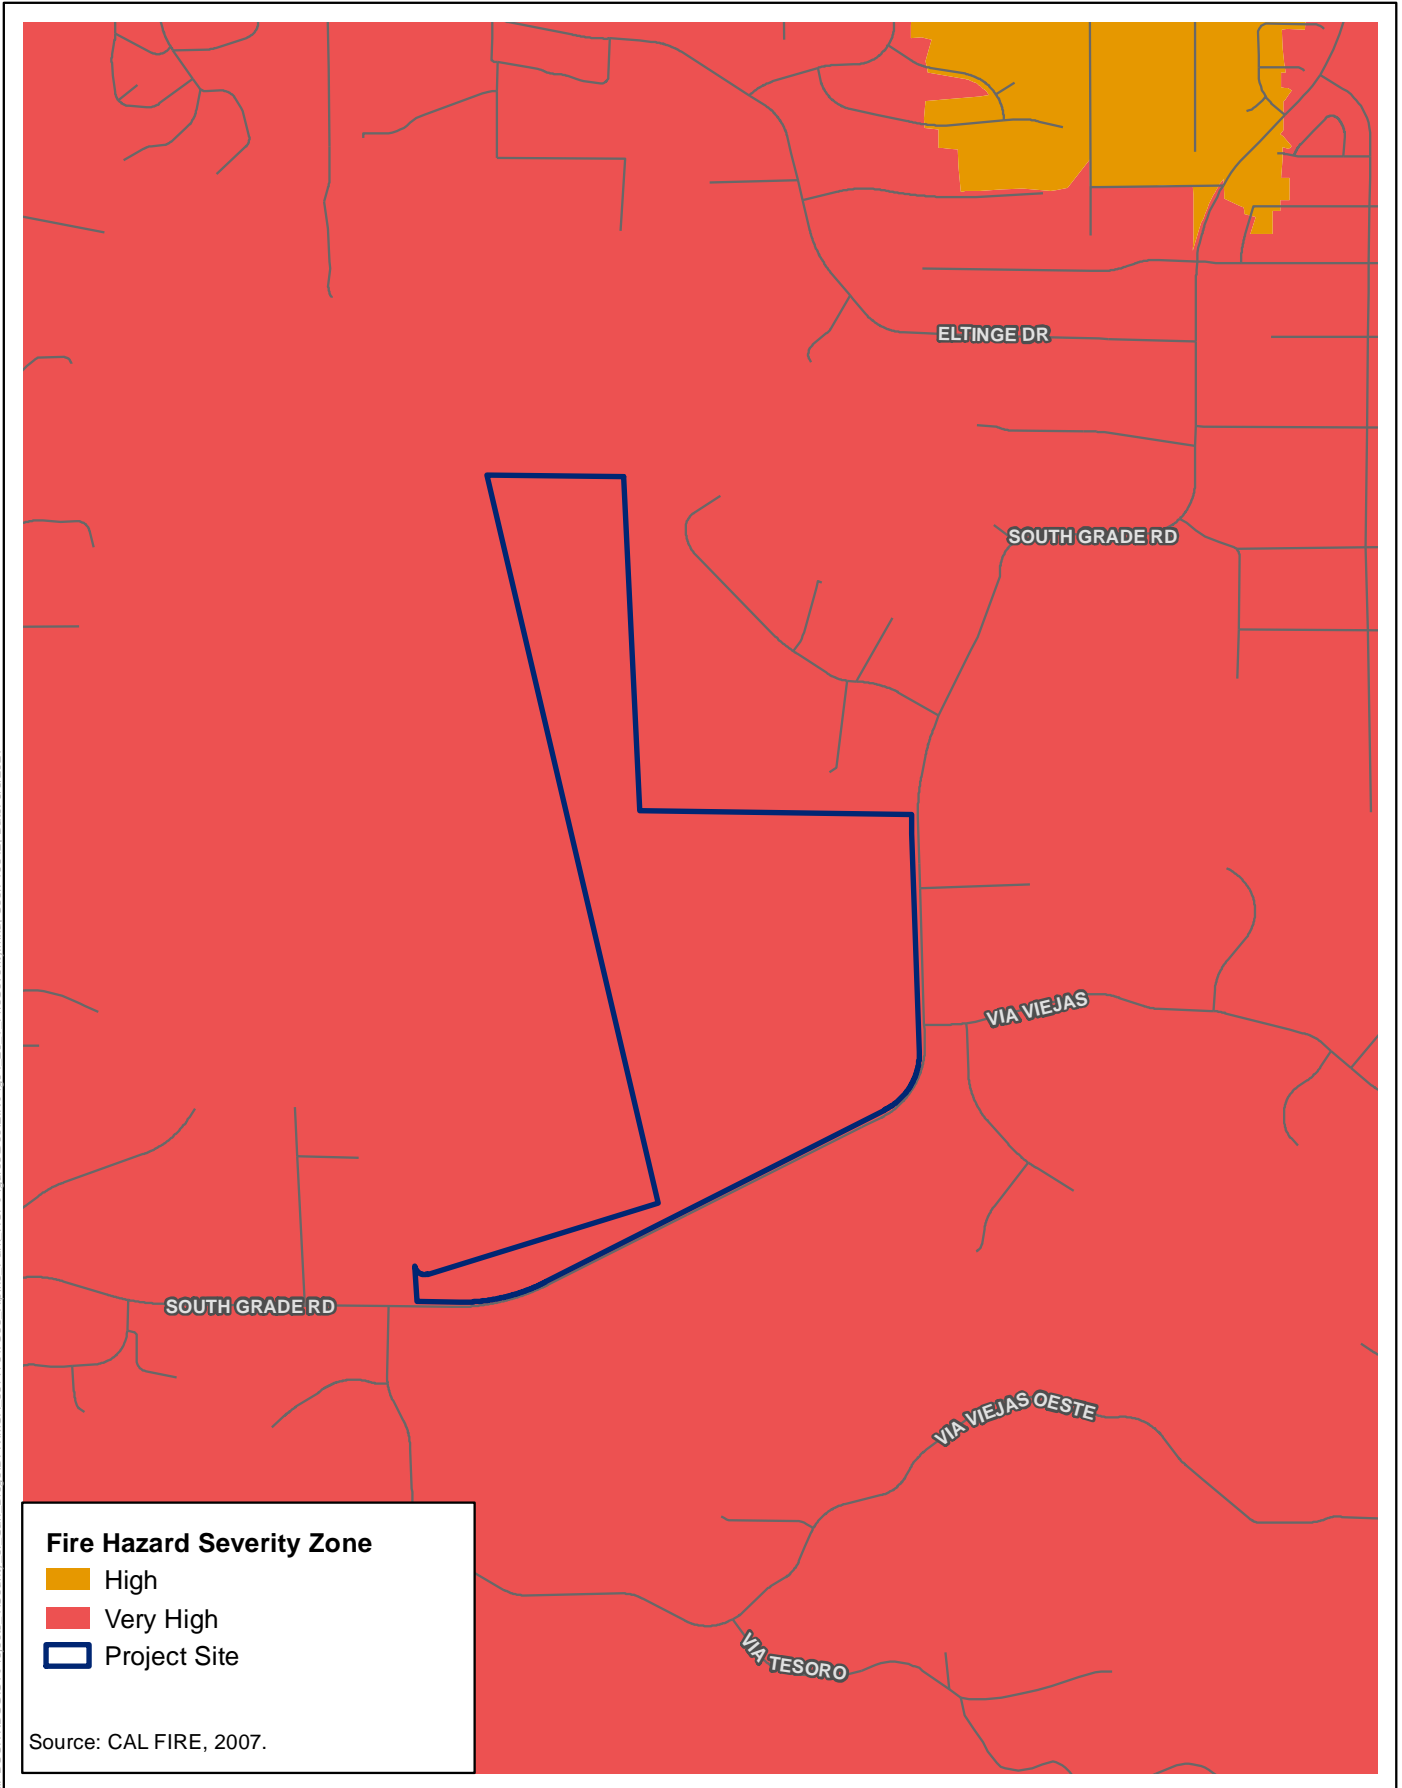 ELTINGE DR
SOUTH GRADE RD
VIA VIEJAS
SOUTH GRADE RD
VIA VIEJAS OESTE
VIA TESORO
Fire Hazard Severity Zone
High
Very High
Project Site
Source: CAL FIRE, 2007.